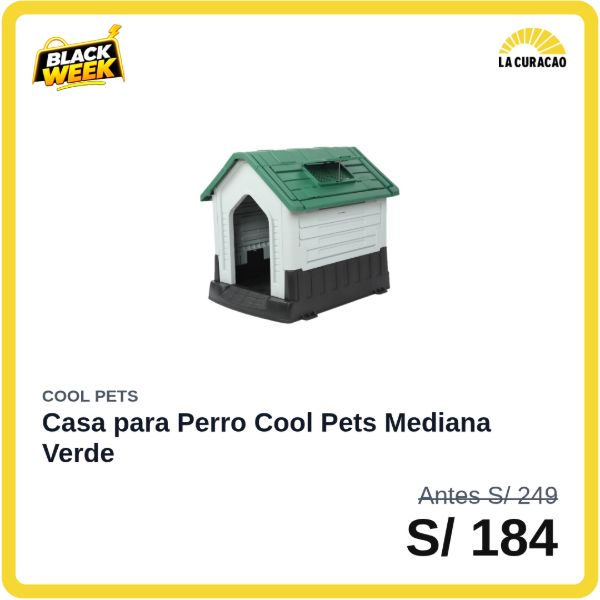 BLACK
WEEK
LA CURACAO
COOL PETS
Casa para Perro Cool Pets Mediana
Verde
Antes S/ 249
S/ 184